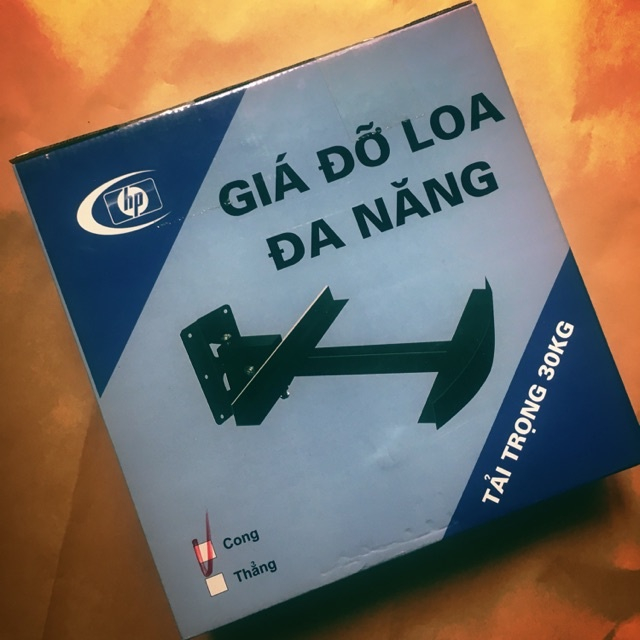 hp
GIÁ ĐỠ LOA
ĐA NĂNG
TẢI TRỌNG 30KG
Cong
Thẳng